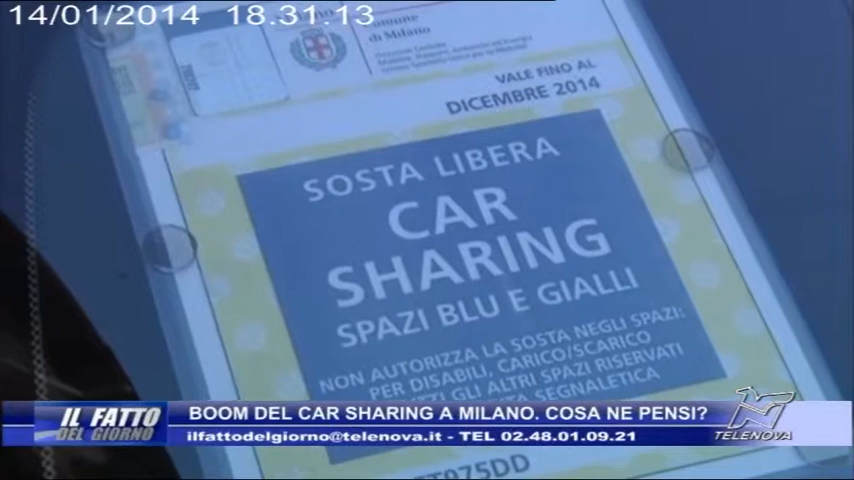 14/01/2014 18.31.13
Comune
di Milano
VALE FINO AL
DICEMBRE 2014
SOSTA LIBERA
CAR
SHARING
SPAZI BLU E GIALLI
NON AUTORIZZA LA SOSTA NEGLI SPAZI:
PER DISABILI, CARICO/SCARICO
GLI ALTRI SPAZI RISERVATI
SEGNALETICA
IL FATTO
DEL GIORNO
BOOM DEL CAR SHARING A MILANO. COSA NE PENSI?
ilfattodelgiorno@telenova.it - TEL 02.48.01.09.21
TELENOVA
975DD